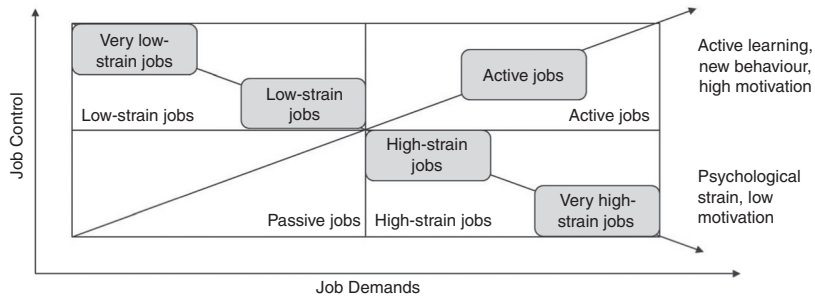 Very low-
strain jobs
Low-strain
jobs
Low-strain jobs
Active jobs
Active jobs
Active learning,
new behaviour,
high motivation
Job Control
High-strain
jobs
Very high-
strain jobs
Passive jobs
High-strain jobs
Psychological
strain, low
motivation
Job Demands